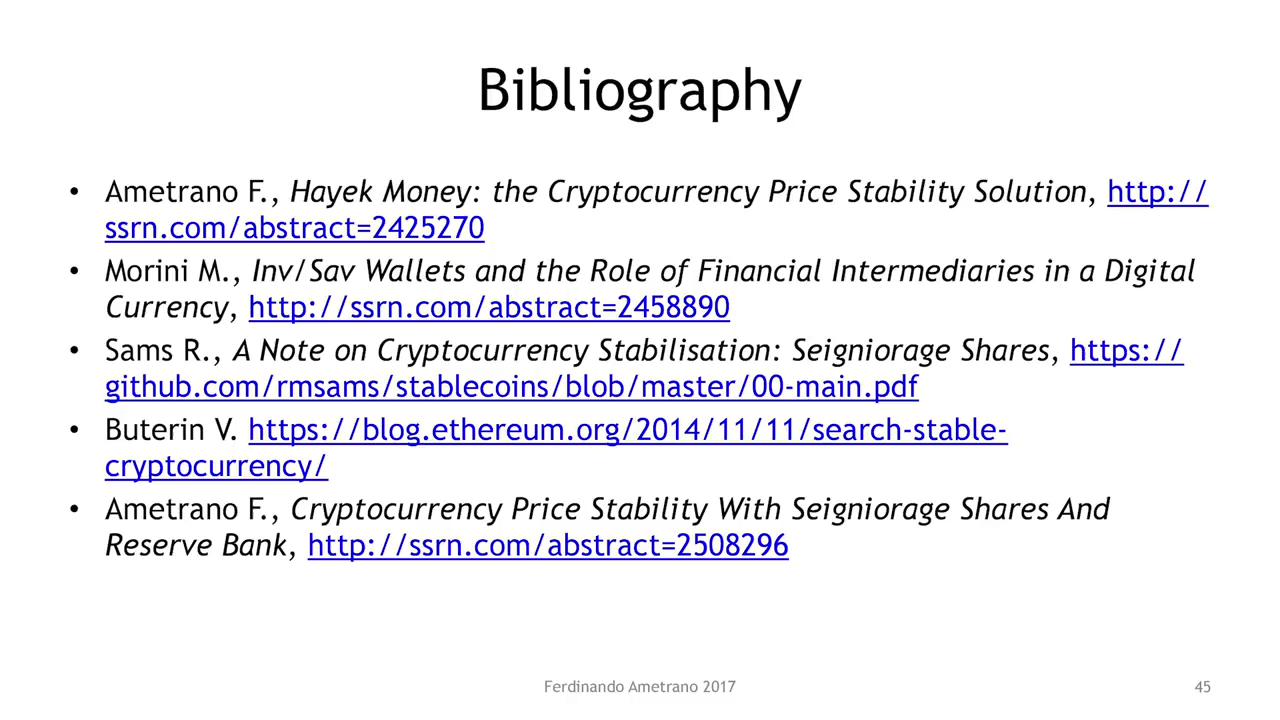 Bibliography
• Ametrano F., Hayek Money: the Cryptocurrency Price Stability Solution, http://
ssrn.com/abstract=2425270
• Morini M., Inv/Sav Wallets and the Role of Financial Intermediaries in a Digital
Currency, http://ssrn.com/abstract=2458890
• Sams R., A Note on Cryptocurrency Stabilisation: Seigniorage Shares, https://
github.com/rmsams/stablecoins/blob/master/00-main.pdf
• Buterin V. https://blog.ethereum.org/2014/11/11/search-stable-
cryptocurrency/
• Ametrano F., Cryptocurrency Price Stability With Seigniorage Shares And
Reserve Bank, http://ssrn.com/abstract=2508296
Ferdinando Ametrano 2017
45